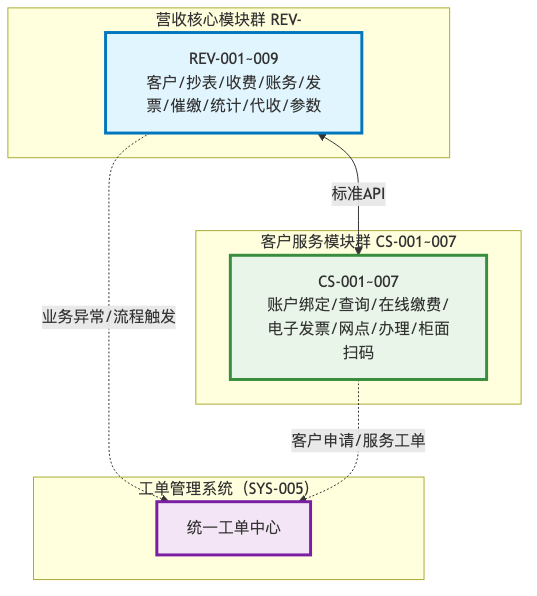 营收核心模块群 REV-
REV-001~009
客户/抄表/收费/账务/发
票/催缴/统计/代收/参数
标准API
客户服务模块群 CS-001~007
CS-001~007
账户绑定/查询/在线缴费/
电子发票/网点/办理/柜面
扫码
业务异常/流程触发
客户申请/服务工单
工单管理系统（SYS-005）
统一工单中心